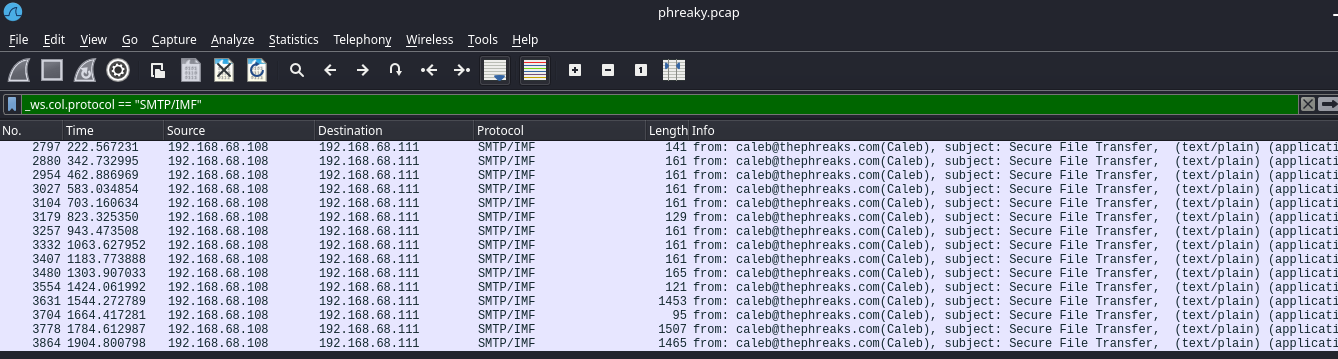 phreaky.pcap
File Edit View Go Capture Analyze Statistics Telephony Wireless Tools Help
_ws.col.protocol == "SMTP/IMF"
No. Time Source Destination Protocol Length Info
2797 222.567231 192.168.68.108 192.168.68.111 SMTP/IMF 141 from: caleb@thephreaks.com(Caleb), subject: Secure File Transfer, (text/plain) (applicati
2880 342.732995 192.168.68.108 192.168.68.111 SMTP/IMF 161 from: caleb@thephreaks.com(Caleb), subject: Secure File Transfer, (text/plain) (applicati
2954 462.886969 192.168.68.108 192.168.68.111 SMTP/IMF 161 from: caleb@thephreaks.com(Caleb), subject: Secure File Transfer, (text/plain) (applicati
3027 583.034854 192.168.68.108 192.168.68.111 SMTP/IMF 161 from: caleb@thephreaks.com(Caleb), subject: Secure File Transfer, (text/plain) (applicati
3104 703.160634 192.168.68.108 192.168.68.111 SMTP/IMF 161 from: caleb@thephreaks.com(Caleb), subject: Secure File Transfer, (text/plain) (applicati
3179 823.325350 192.168.68.108 192.168.68.111 SMTP/IMF 129 from: caleb@thephreaks.com(Caleb), subject: Secure File Transfer, (text/plain) (applicati
3257 943.473508 192.168.68.108 192.168.68.111 SMTP/IMF 161 from: caleb@thephreaks.com(Caleb), subject: Secure File Transfer, (text/plain) (applicati
3332 1063.627952 192.168.68.108 192.168.68.111 SMTP/IMF 161 from: caleb@thephreaks.com(Caleb), subject: Secure File Transfer, (text/plain) (applicati
3407 1183.773888 192.168.68.108 192.168.68.111 SMTP/IMF 161 from: caleb@thephreaks.com(Caleb), subject: Secure File Transfer, (text/plain) (applicati
3480 1303.907033 192.168.68.108 192.168.68.111 SMTP/IMF 165 from: caleb@thephreaks.com(Caleb), subject: Secure File Transfer, (text/plain) (applicati
3554 1424.061992 192.168.68.108 192.168.68.111 SMTP/IMF 121 from: caleb@thephreaks.com(Caleb), subject: Secure File Transfer, (text/plain) (applicati
3631 1544.272789 192.168.68.108 192.168.68.111 SMTP/IMF 1453 from: caleb@thephreaks.com(Caleb), subject: Secure File Transfer, (text/plain) (applicati
3704 1664.417281 192.168.68.108 192.168.68.111 SMTP/IMF 95 from: caleb@thephreaks.com(Caleb), subject: Secure File Transfer, (text/plain) (applicati
3778 1784.612987 192.168.68.108 192.168.68.111 SMTP/IMF 1507 from: caleb@thephreaks.com(Caleb), subject: Secure File Transfer, (text/plain) (applicati
3864 1904.800798 192.168.68.108 192.168.68.111 SMTP/IMF 1465 from: caleb@thephreaks.com(Caleb), subject: Secure File Transfer, (text/plain) (applicati